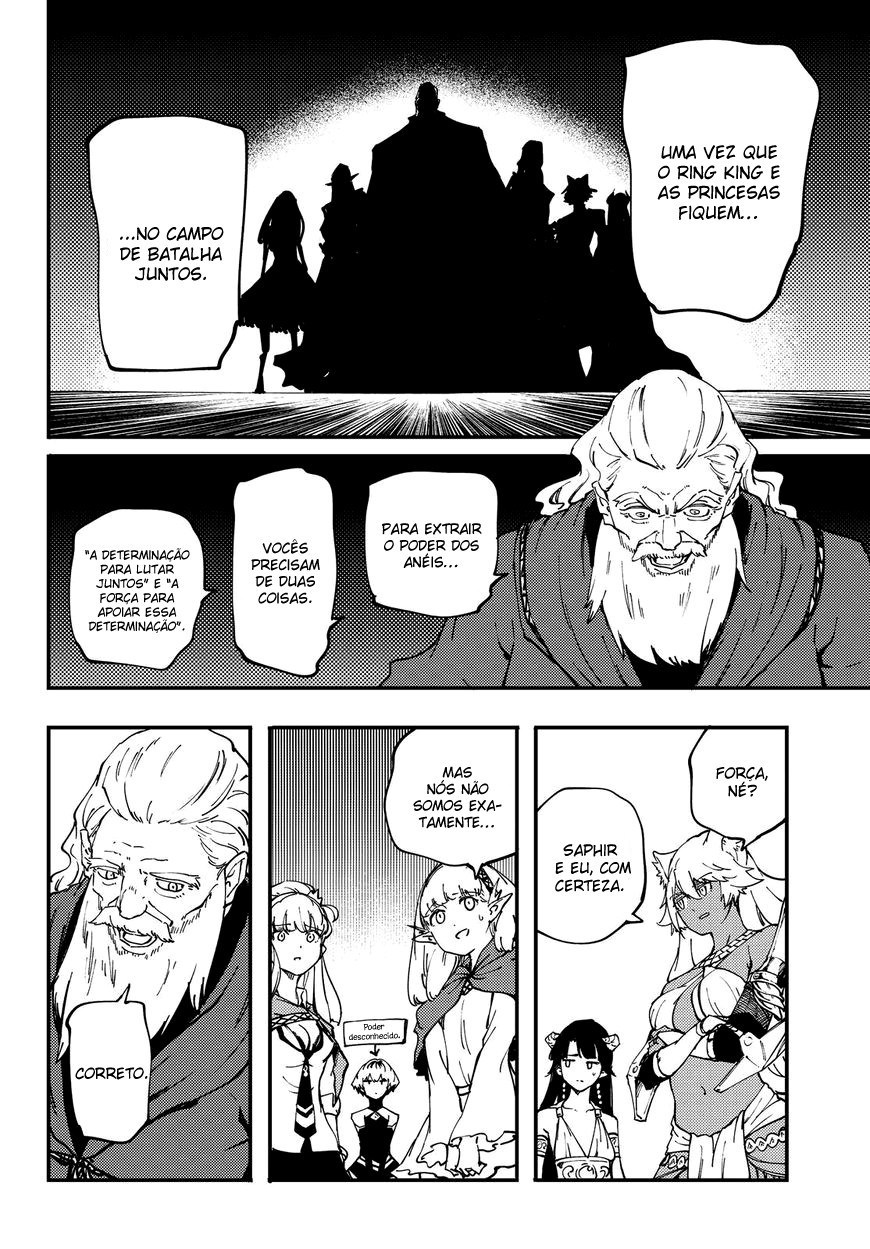 UMA VEZ QUE
O RING KING E
AS PRINCESAS
FIQUEM...
...NO CAMPO
DE BATALHA
JUNTOS.
PARA EXTRAIR
O PODER DOS
ANÉIS...
VOCÊS
PRECISAM
DE DUAS
COISAS.
"A DETERMINAÇÃO
PARA LUTAR
JUNTOS" E "A
FORÇA PARA
APOIAR ESSA
DETERMINAÇÃO".
FORÇA,
NÉ?
SAPHIR
E EU, COM
CERTEZA.
MAS
NÓS NÃO
SOMOS EXA-
TAMENTE...
Poder
desconhecido.
CORRETO.